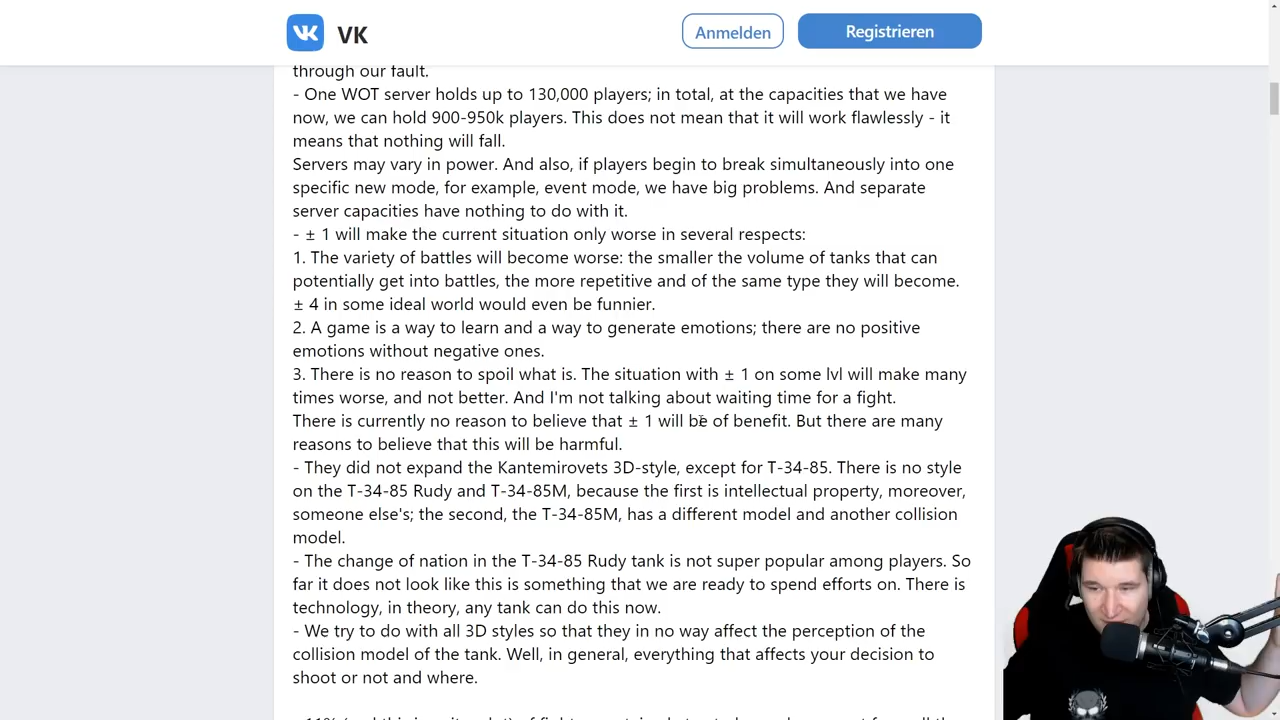 VK
Anmelden
Registrieren
through our fault.
- One WOT server holds up to 130,000 players; in total, at the capacities that we have
now, we can hold 900-950k players. This does not mean that it will work flawlessly - it
means that nothing will fall.
Servers may vary in power. And also, if players begin to break simultaneously into one
specific new mode, for example, event mode, we have big problems. And separate
server capacities have nothing to do with it.
- ± 1 will make the current situation only worse in several respects:
1. The variety of battles will become worse: the smaller the volume of tanks that can
potentially get into battles, the more repetitive and of the same type they will become.
± 4 in some ideal world would even be funnier.
2. A game is a way to learn and a way to generate emotions; there are no positive
emotions without negative ones.
3. There is no reason to spoil what is. The situation with ± 1 on some lvl will make many
times worse, and not better. And I'm not talking about waiting time for a fight.
There is currently no reason to believe that ± 1 will be of benefit. But there are many
reasons to believe that this will be harmful.
- They did not expand the Kantemirovets 3D-style, except for T-34-85. There is no style
on the T-34-85 Rudy and T-34-85M, because the first is intellectual property, moreover,
someone else's; the second, the T-34-85M, has a different model and another collision
model.
- The change of nation in the T-34-85 Rudy tank is not super popular among players. So
far it does not look like this is something that we are ready to spend efforts on. There is
technology, in theory, any tank can do this now.
- We try to do with all 3D styles so that they in no way affect the perception of the
collision model of the tank. Well, in general, everything that affects your decision to
shoot or not and where.